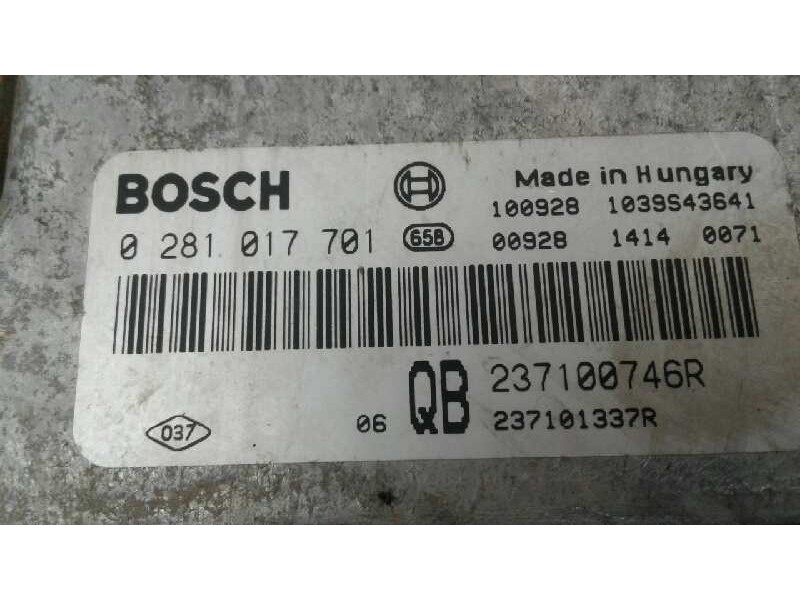 BOSCH
Made in Hungary
100928 1039S43641
0 281 017 701 658 00928 1414 0071
QB 237100746R
037 06 237101337R